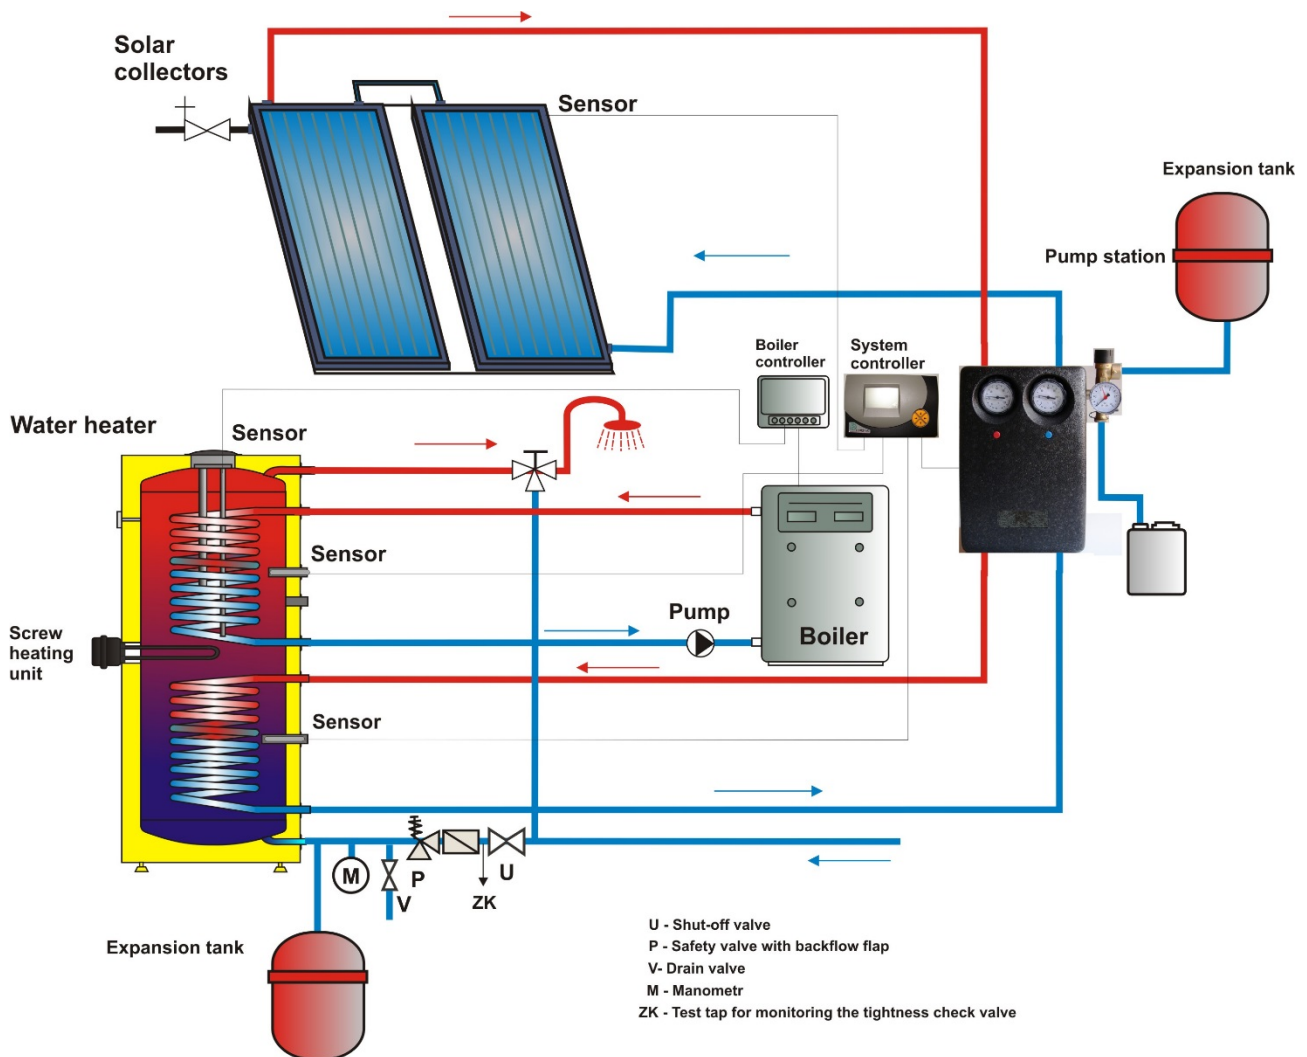 Solar
collectors
Sensor
Expansion tank
Pump station
Boiler
controller
System
controller
Water heater
Sensor
Sensor
Screw
heating
unit
Pump
Boiler
Sensor
M
V
P
ZK
U
Expansion tank
U - Shut-off valve
P - Safety valve with backflow flap
V- Drain valve
M - Manometr
ZK - Test tap for monitoring the tightness check valve